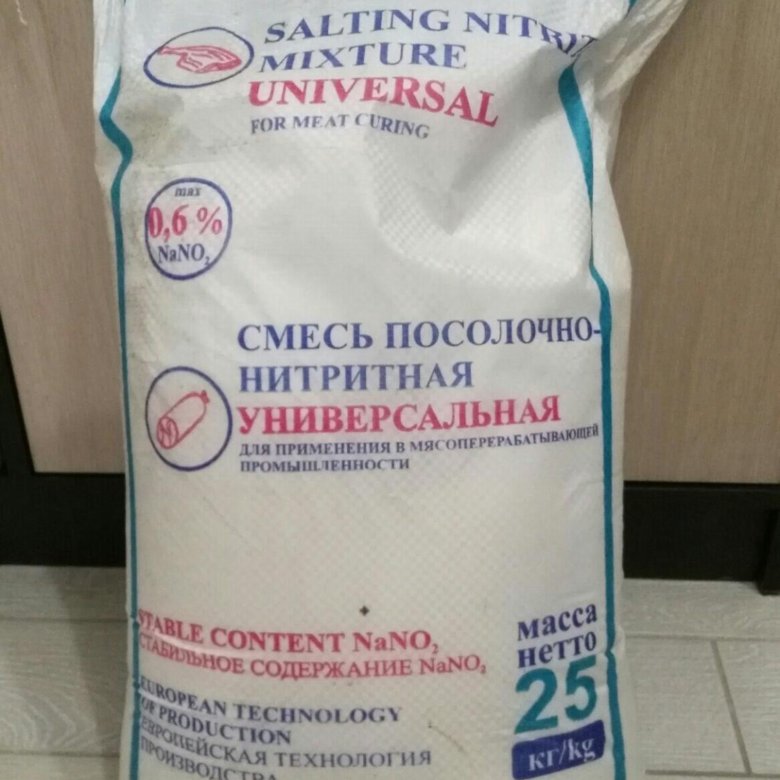 SALTING NITRIT
MIXTURE
UNIVERSAL
FOR MEAT CURING
max
0,6 %
NaNO₂
СМЕСЬ ПОСОЛОЧНО-
НИТРИТНАЯ
УНИВЕРСАЛЬНАЯ
ДЛЯ ПРИМЕНЕНИЯ В МЯСОПЕРЕРАБАТЫВАЮЩЕЙ
ПРОМЫШЛЕННОСТИ
STABLE CONTENT NaNO₂
СТАБИЛЬНОЕ СОДЕРЖАНИЕ NaNO₂
EUROPEAN TECHNOLOGY
OF PRODUCTION
ЕВРОПЕЙСКАЯ ТЕХНОЛОГИЯ
ПРОИЗВОДСТВА
масса
нетто
25
кг/kg